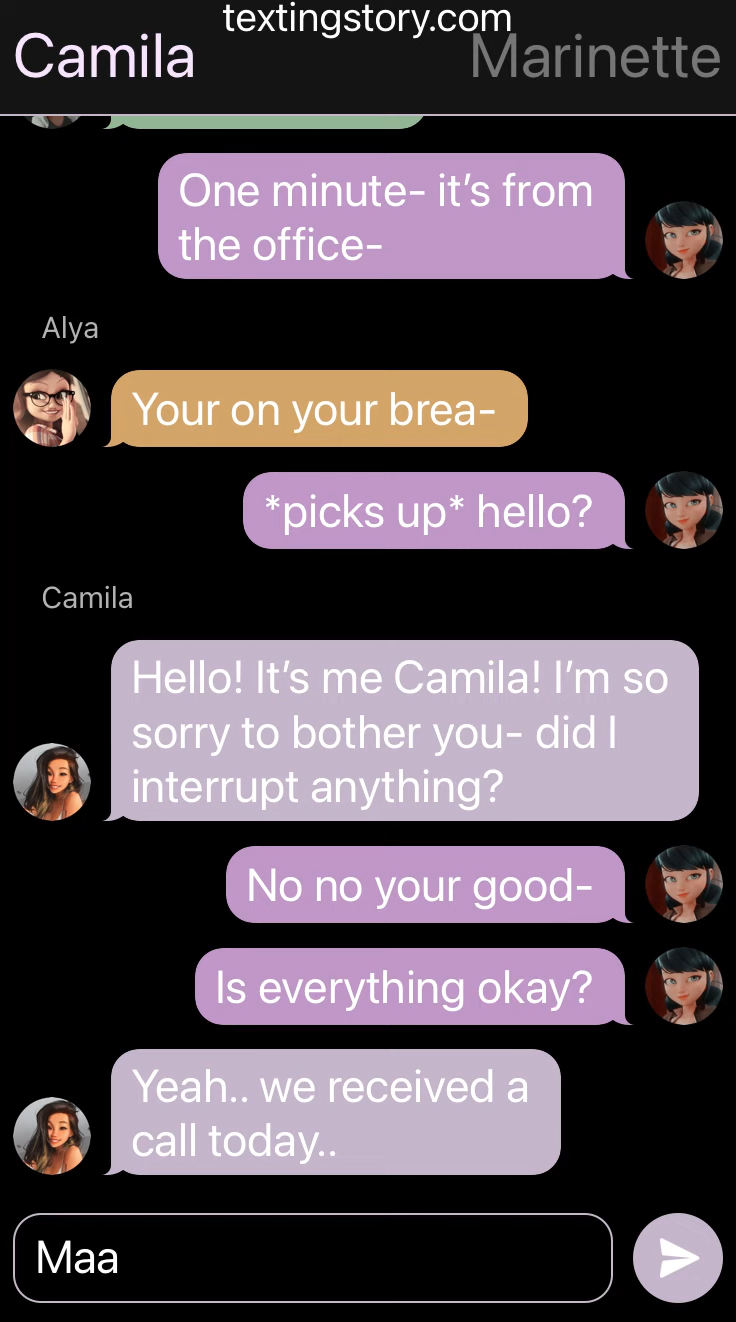 textingstory.com
Camila
Marinette
One minute- it’s from
the office-
Alya
Your on your brea-
*picks up* hello?
Camila
Hello! It’s me Camila! I’m so
sorry to bother you- did I
interrupt anything?
No no your good-
Is everything okay?
Yeah.. we received a
call today..
Maa